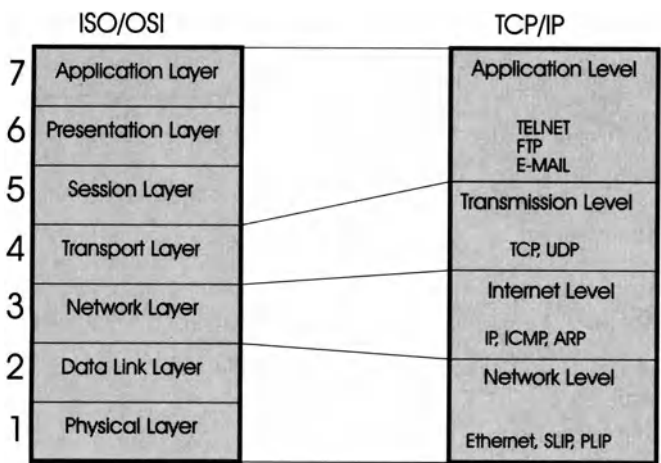 ISO/OSI
7 Application Layer
6 Presentation Layer
5 Session Layer
4 Transport Layer
3 Network Layer
2 Data Link Layer
1 Physical Layer
TCP/IP
Application Level
TELNET
FTP
E-MAIL
Transmission Level
TCP, UDP
Internet Level
IP, ICMP, ARP
Network Level
Ethernet, SLIP, PLIP